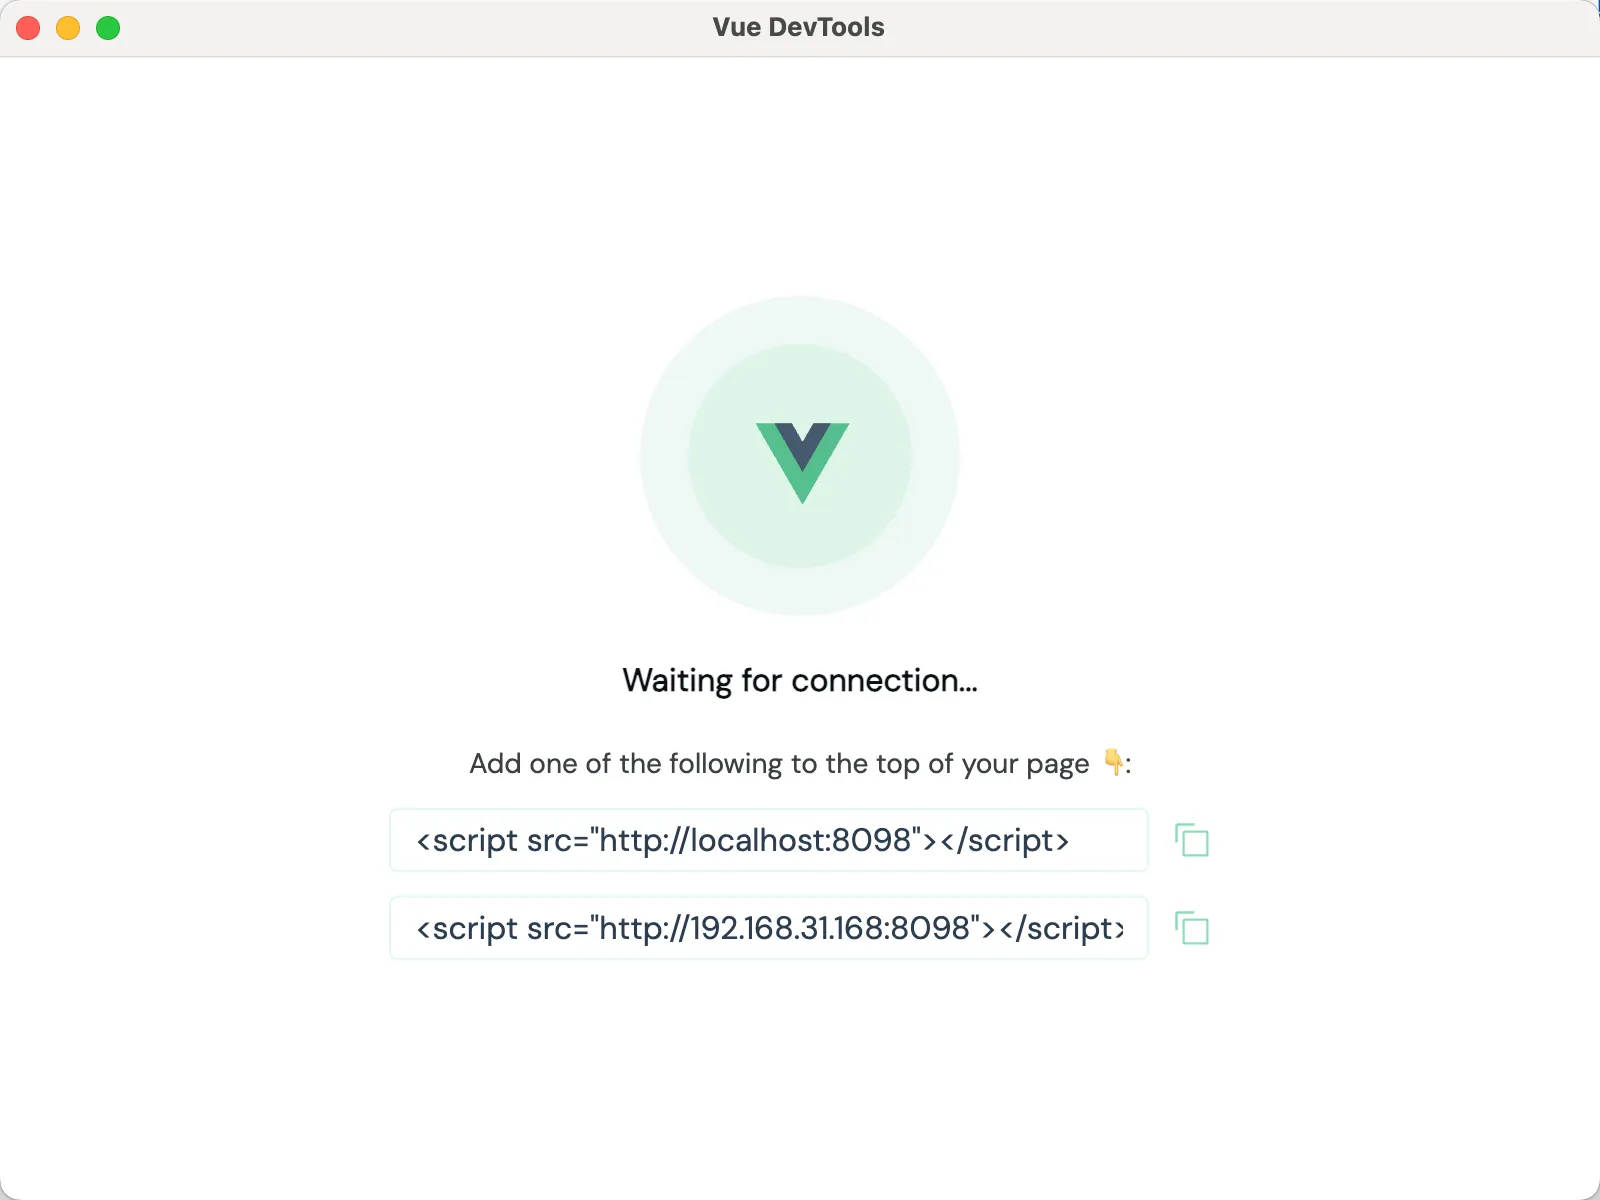 Vue DevTools
Waiting for connection...
Add one of the following to the top of your page 👇:
<script src="http://localhost:8098"></script>
<script src="http://192.168.31.168:8098"></script>